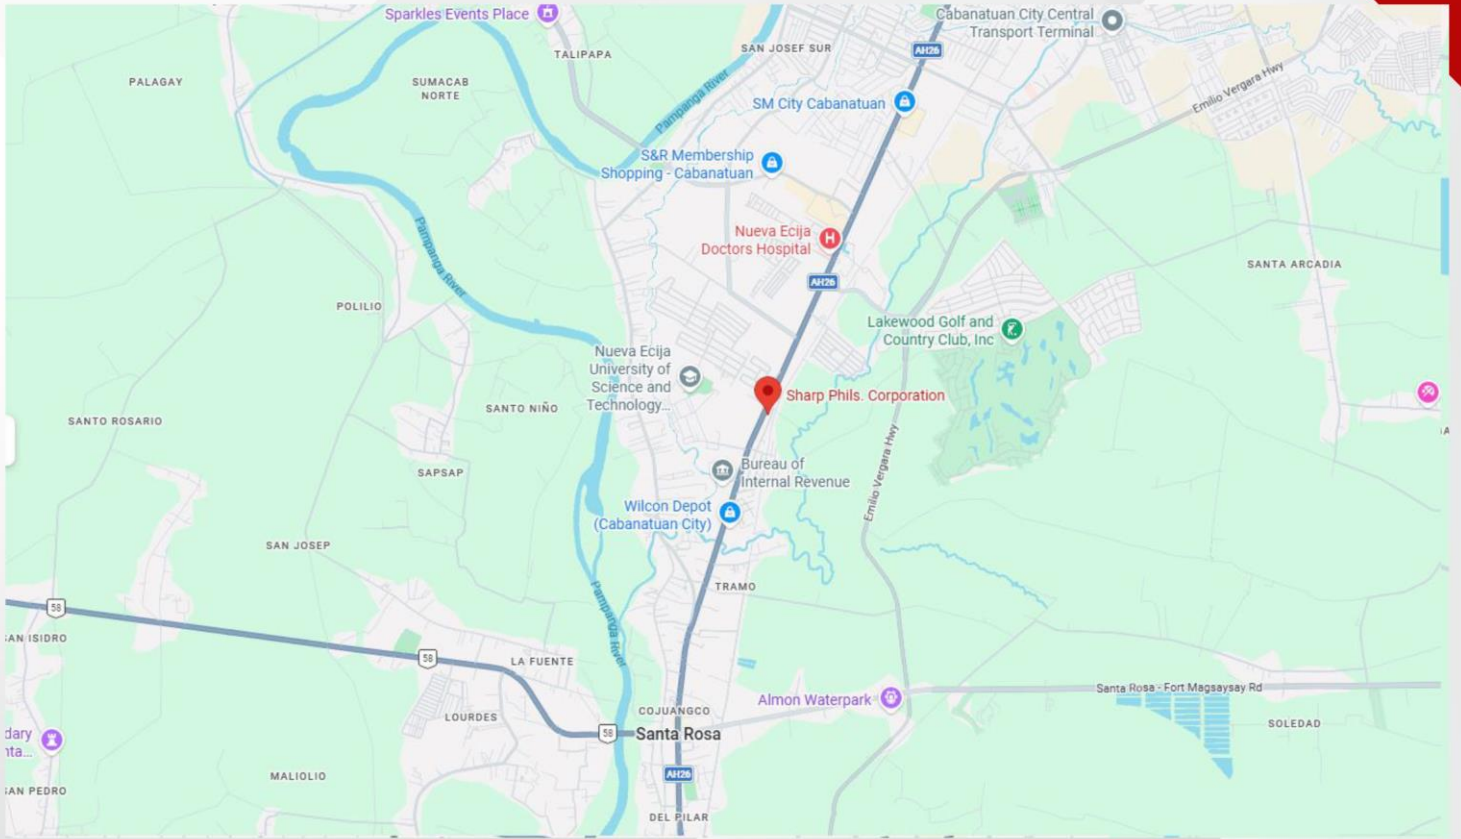 Sparkles Events Place
Cabanatuan City Central
Transport Terminal
TALIPAPA
SAN JOSEF SUR
AH26
PALAGAY
SUMACAB
NORTE
Pampanga River
Emilio Vergara Hwy
SM City Cabanatuan
S&R Membership
Shopping - Cabanatuan
Pampanga River
Nueva Ecija
Doctors Hospital
H
AH26
SANTA ARCADIA
POLILIO
Lakewood Golf and
Country Club, Inc
Nueva Ecija
University of
Science and
Technology...
Sharp Phils. Corporation
SANTO NIÑO
SANTO ROSARIO
SAPSAP
Emilio Vergara Hwy
Bureau of
Internal Revenue
Wilcon Depot
(Cabanatuan City)
SAN JOSEP
TRAMO
Pampanga River
58
SAN ISIDRO
58
LA FUENTE
Santa Rosa - Fort Magsaysay Rd
Almon Waterpark
COJUANGCO
LOURDES
SOLEDAD
58
Santa Rosa
dary
nta...
AH26
MALIOLIO
SAN PEDRO
DEL PILAR